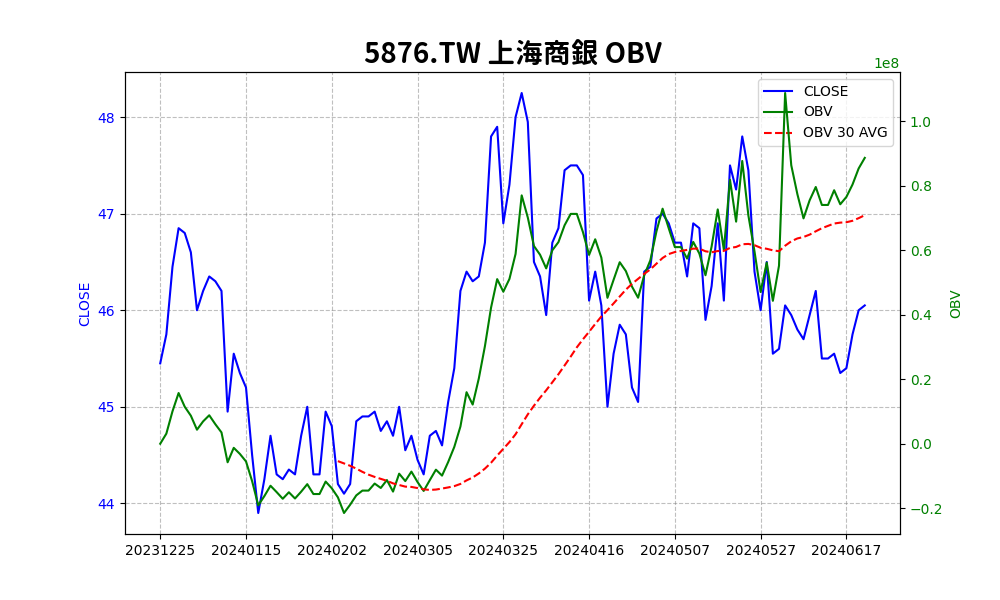 5876.TW 上海商銀 OBV
1e8
CLOSE
OBV
OBV 30 AVG
48
47
46
45
44
CLOSE
1.0
0.8
0.6
0.4
0.2
0.0
−0.2
OBV
20231225 20240115 20240202 20240305 20240325 20240416 20240507 20240527 20240617